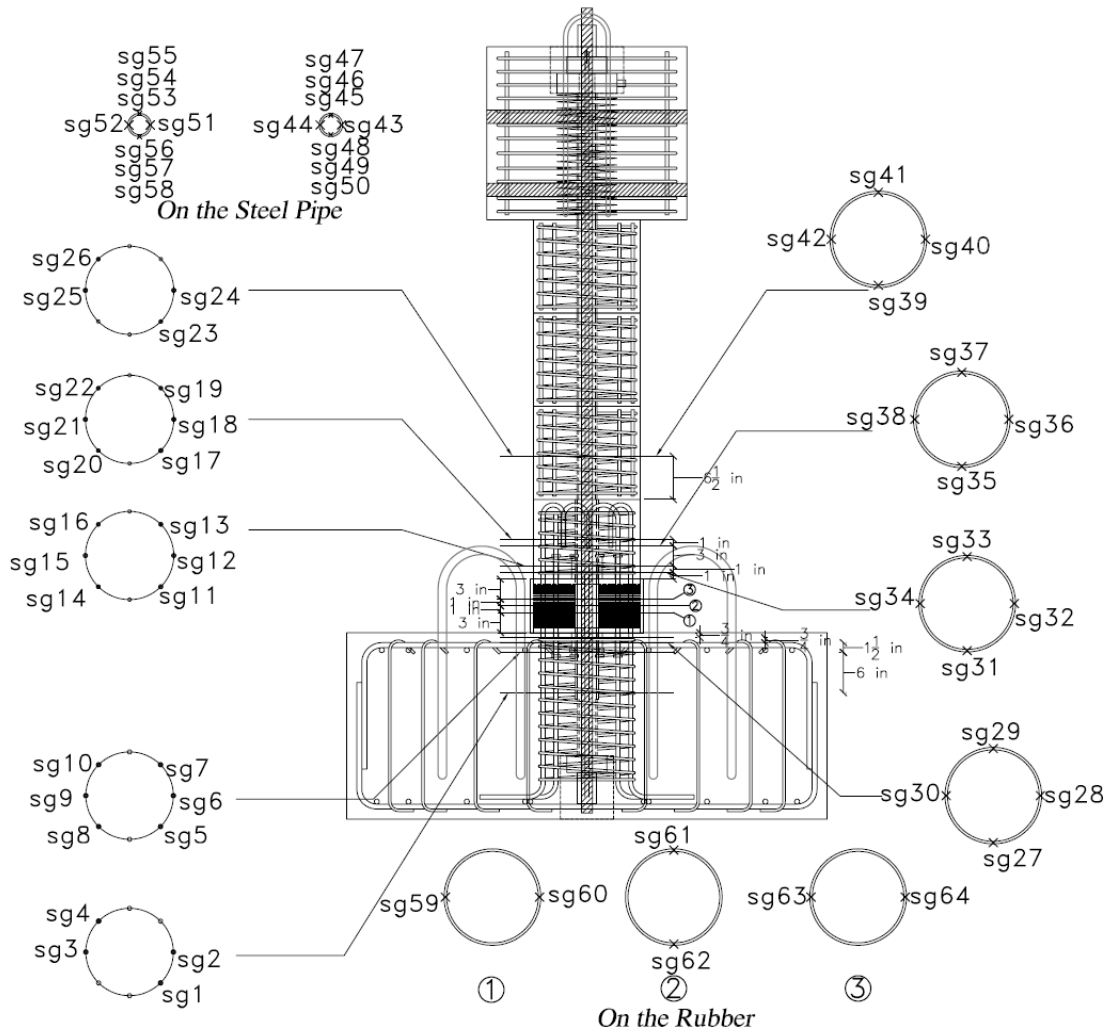 sg55
sg54
sg53
sg52
sg51
sg56
sg57
sg58
sg47
sg46
sg45
sg44
sg43
sg48
sg49
sg50
On the Steel Pipe
sg26
sg25
sg24
sg23
sg22
sg19
sg21
sg18
sg20
sg17
sg16
sg13
sg15
sg12
sg14
sg11
sg10
sg7
sg9
sg6
sg8
sg5
sg4
sg3
sg2
sg1
sg41
sg42
sg40
sg39
sg37
sg38
sg36
sg35
sg33
sg34
sg32
sg31
sg29
sg30
sg28
sg27
6 1/2 in
1 in
3 in
1 in
1 in
3 in
1 in
3 in
③
②
①
3/4
3/4
1 1/2 in
6 in
sg59
sg60
sg61
sg62
sg63
sg64
① ② ③
On the Rubber